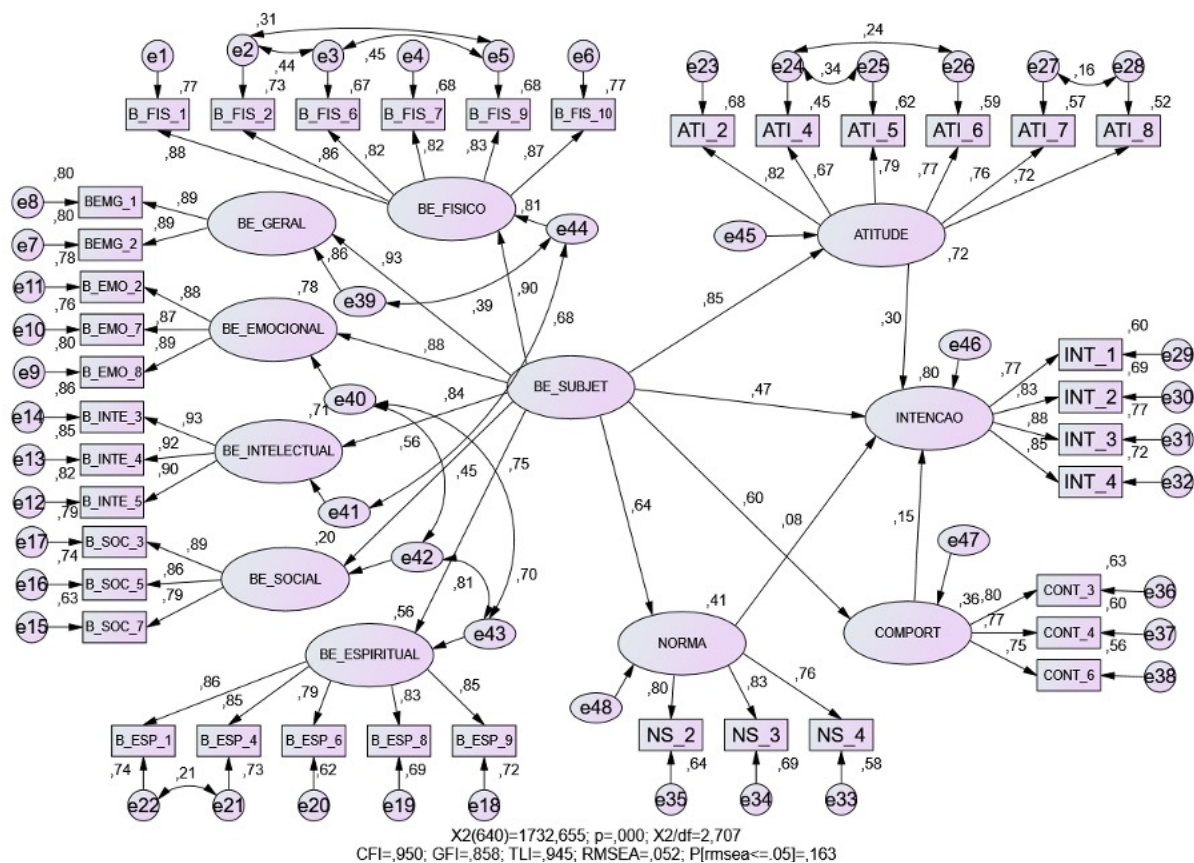 ,31
e1 e2 e3 ,45 e4 e5 e6
,44
,77 ,73 ,67 ,68 ,68 ,77
B_FIS_1 B_FIS_2 B_FIS_6 B_FIS_7 B_FIS_9 B_FIS_10
,88 ,86 ,82 ,82 ,83 ,87
BE_FISICO
,81
e44
,24
e23 e24 ,34 e25 e26 e27 ,16 e28
,68 ,45 ,62 ,59 ,57 ,52
ATI_2 ATI_4 ATI_5 ATI_6 ATI_7 ATI_8
,82 ,67 ,79 ,77 ,76 ,72
e45
ATITUDE
,72
,80
e8 BEMG_1 ,89
,80
e7 BEMG_2 ,89
BE_GERAL
,86
e39
,93 ,39 ,90 ,68
,78
e11 B_EMO_2 ,88
,76
e10 B_EMO_7 ,87
,80
e9 B_EMO_8 ,89
,78
BE_EMOCIONAL
,88
e40
,86
e14 B_INTE_3 ,93
,85
e13 B_INTE_4 ,92
,82
e12 B_INTE_5 ,90
,71
BE_INTELECTUAL
,84
e41
,56 ,45 ,75
,79
e17 B_SOC_3 ,89
,74
e16 B_SOC_5 ,86
,63
e15 B_SOC_7 ,79
,20
BE_SOCIAL
e42
,81 ,70
e43
BE_SUBJET
,85
,30
,47
,64
,60
,08
,15
e46
,80
INTENCAO
,77 INT_1 ,60 e29
,83 INT_2 ,69 e30
,88 INT_3 ,77 e31
,85 INT_4 ,72 e32
e47
,36
COMPORT
,80 CONT_3 ,63 e36
,77 CONT_4 ,60 e37
,75 CONT_6 ,56 e38
,56
BE_ESPIRITUAL
,86 ,85 ,79 ,83 ,85
B_ESP_1 B_ESP_4 B_ESP_6 B_ESP_8 B_ESP_9
,74 ,73 ,62 ,69 ,72
,21
e22 e21 e20 e19 e18
,41
NORMA
e48
,80 ,83 ,76
NS_2 NS_3 NS_4
,64 ,69 ,58
e35 e34 e33
X2(640)=1732,655; p=,000; X2/df=2,707
CFI=,950; GFI=,858; TLI=,945; RMSEA=,052; P[rmsea<=.05]=,163